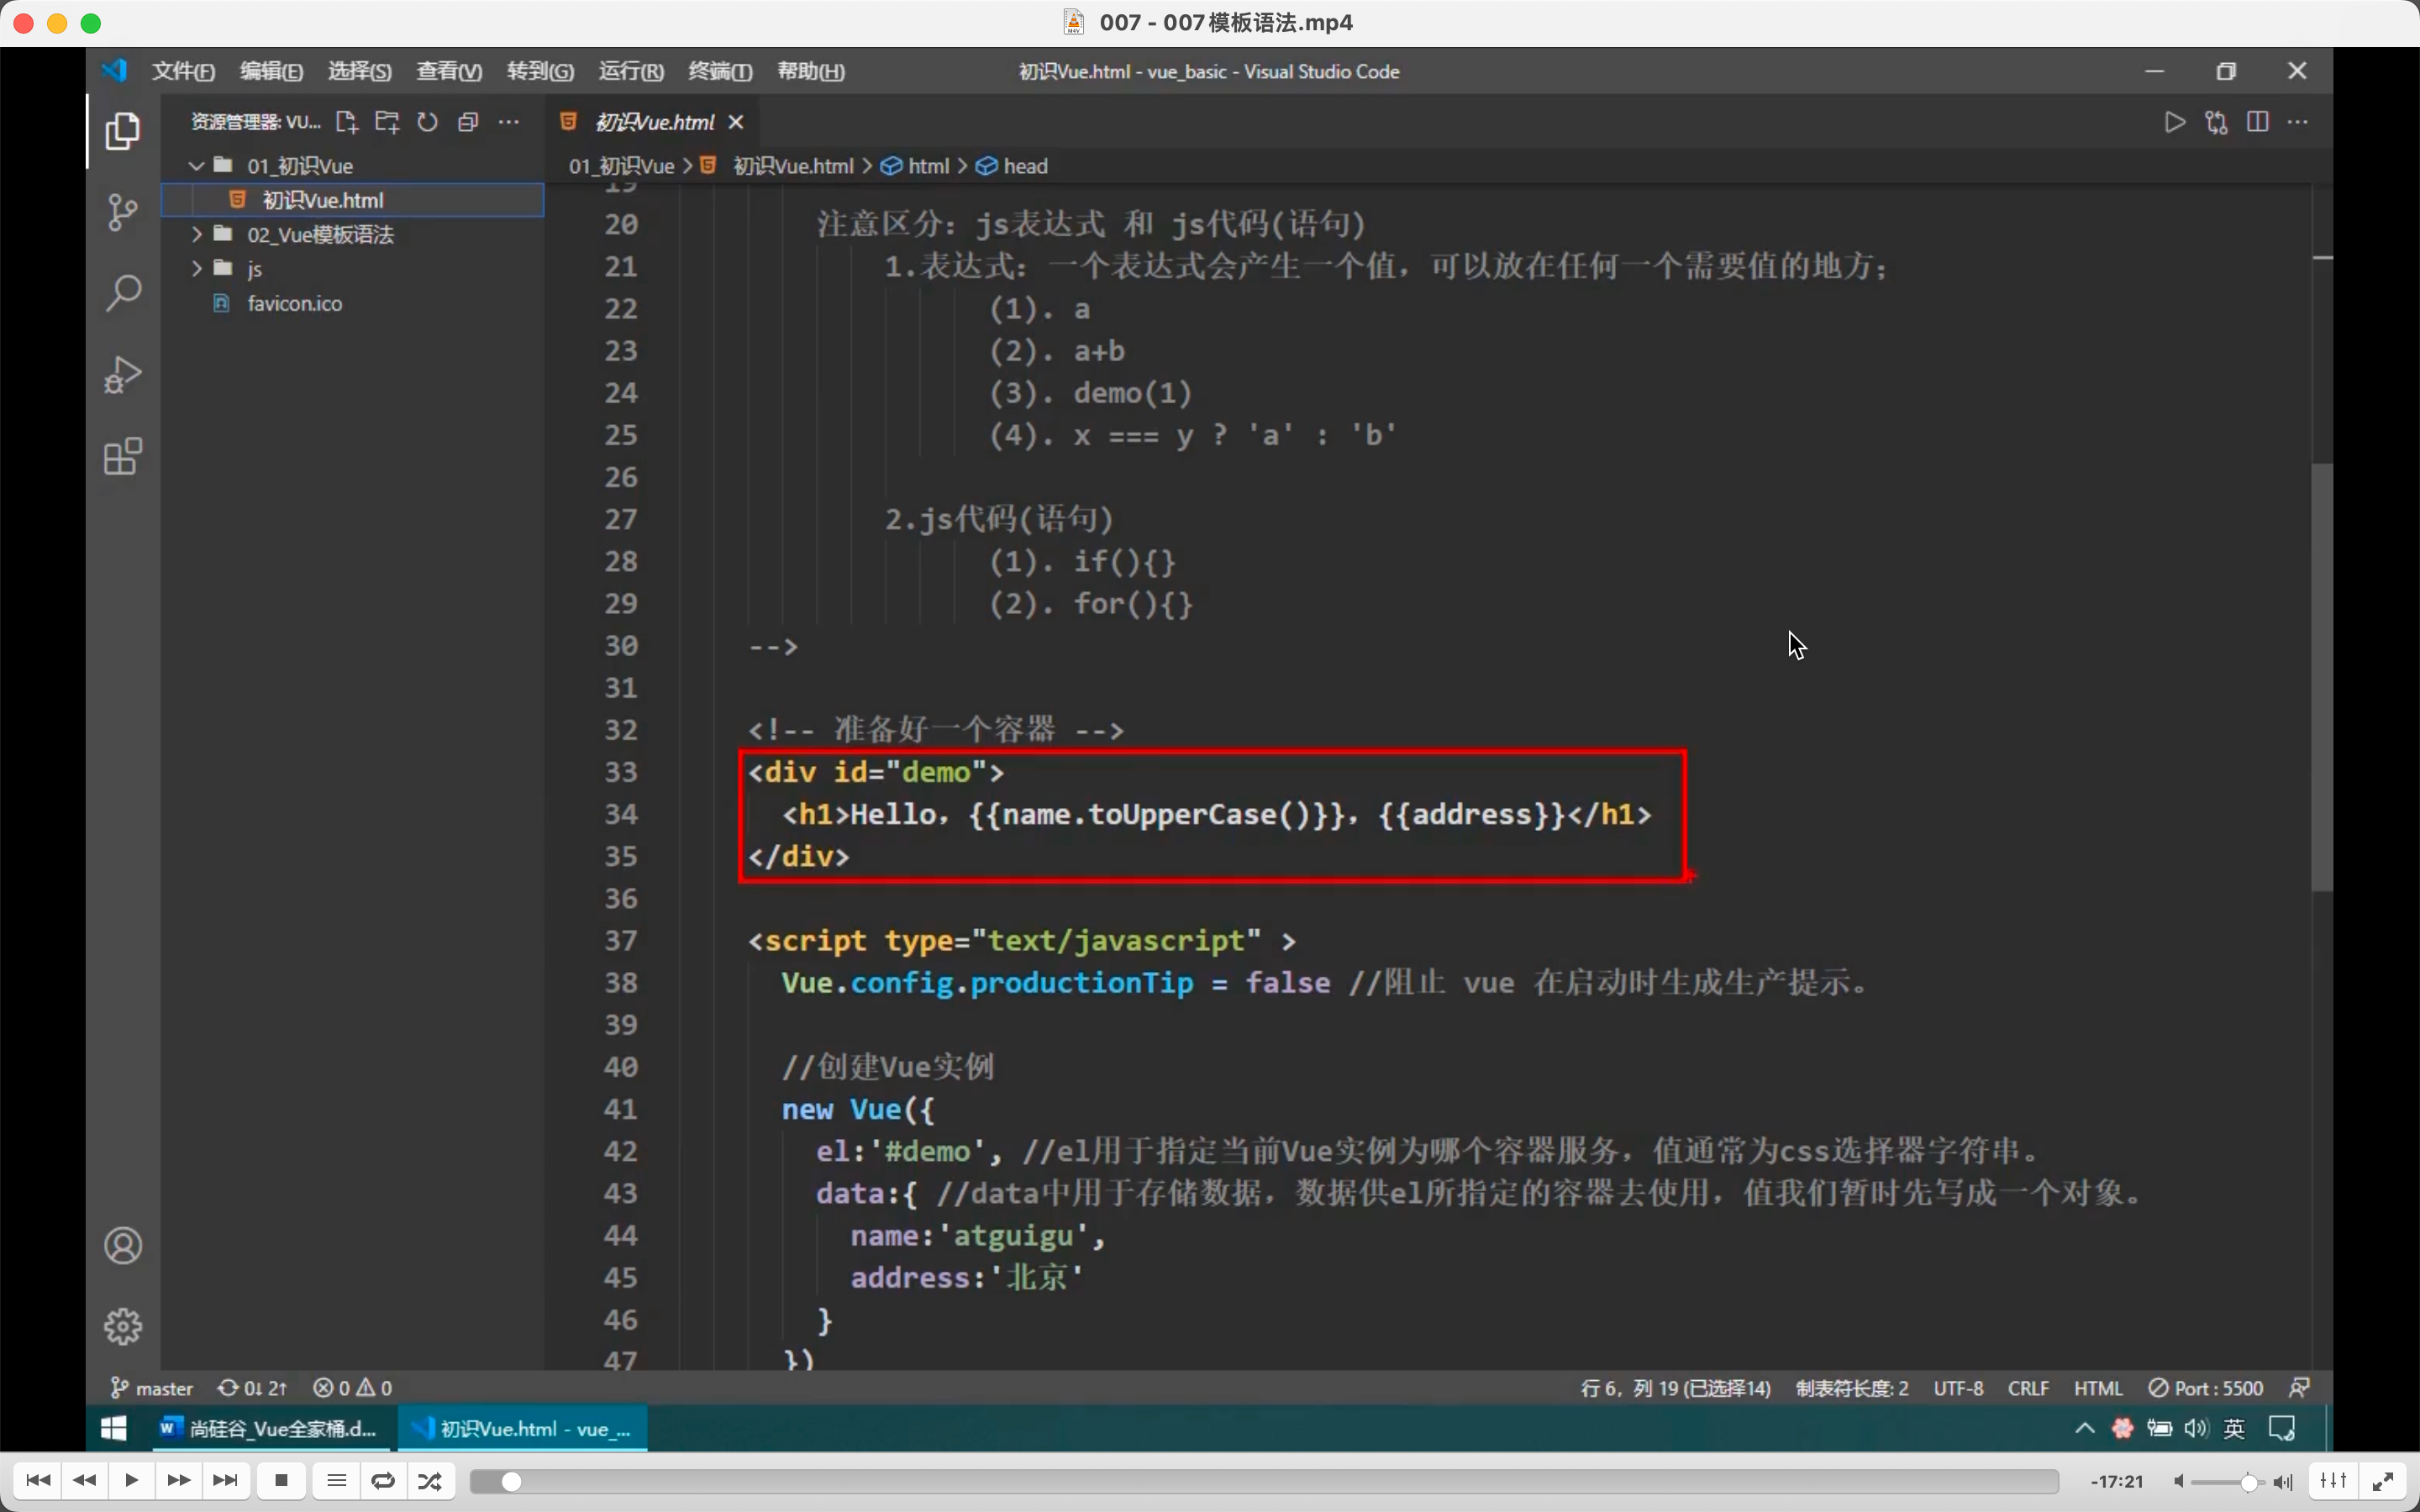 007 - 007模板语法.mp4
文件(F) 编辑(E) 选择(S) 查看(V) 转到(G) 运行(R) 终端(T) 帮助(H)
初识Vue.html - vue_basic - Visual Studio Code
资源管理器: VU...
初识Vue.html
01_初识Vue
初识Vue.html
02_Vue模板语法
js
favicon.ico
01_初识Vue > 初识Vue.html > html > head
19
20 注意区分：js表达式 和 js代码(语句)
21 1.表达式：一个表达式会产生一个值，可以放在任何一个需要值的地方；
22 (1). a
23 (2). a+b
24 (3). demo(1)
25 (4). x === y ? 'a' : 'b'
26
27 2.js代码(语句)
28 (1). if(){}
29 (2). for(){}
30 -->
31
32 <!-- 准备好一个容器 -->
33 <div id="demo">
34 <h1>Hello，{{name.toUpperCase()}}，{{address}}</h1>
35 </div>
36
37 <script type="text/javascript" >
38 Vue.config.productionTip = false //阻止 vue 在启动时生成生产提示。
39
40 //创建Vue实例
41 new Vue({
42 el:'#demo', //el用于指定当前Vue实例为哪个容器服务，值通常为css选择器字符串。
43 data:{ //data中用于存储数据，数据供el所指定的容器去使用，值我们暂时先写成一个对象。
44 name:'atguigu',
45 address:'北京'
46 }
47 })
master 0↓ 2↑ 0 0
行 6，列 19 (已选择14) 制表符长度: 2 UTF-8 CRLF HTML Port : 5500
尚硅谷_Vue全家桶.d...
初识Vue.html - vue_...
英
-17:21